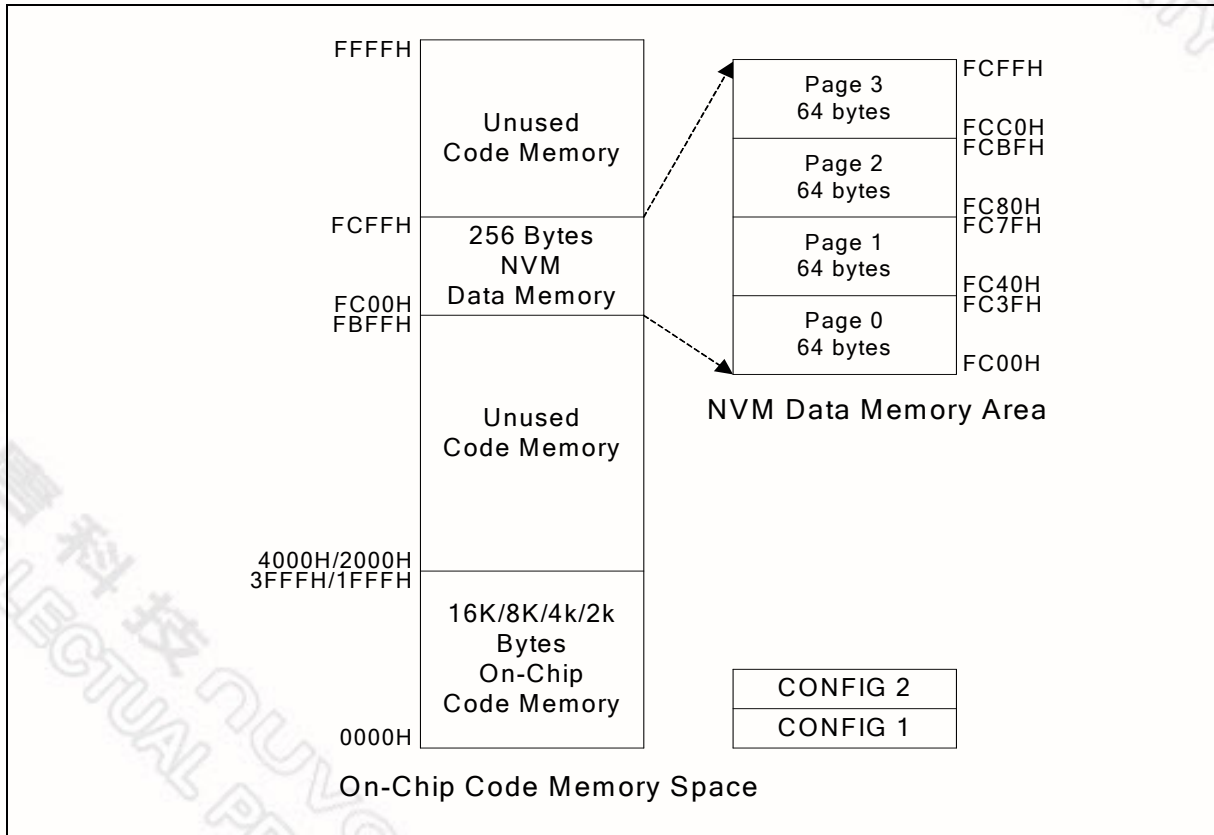 FFFFH
Unused
Code Memory
FCFFH
256 Bytes
NVM
Data Memory
FC00H
FBFFH
Unused
Code Memory
4000H/2000H
3FFFH/1FFFH
16K/8K/4k/2k
Bytes
On-Chip
Code Memory
0000H
On-Chip Code Memory Space
FCFFH
Page 3
64 bytes
FCC0H
FCBFH
Page 2
64 bytes
FC80H
FC7FH
Page 1
64 bytes
FC40H
FC3FH
Page 0
64 bytes
FC00H
NVM Data Memory Area
CONFIG 2
CONFIG 1